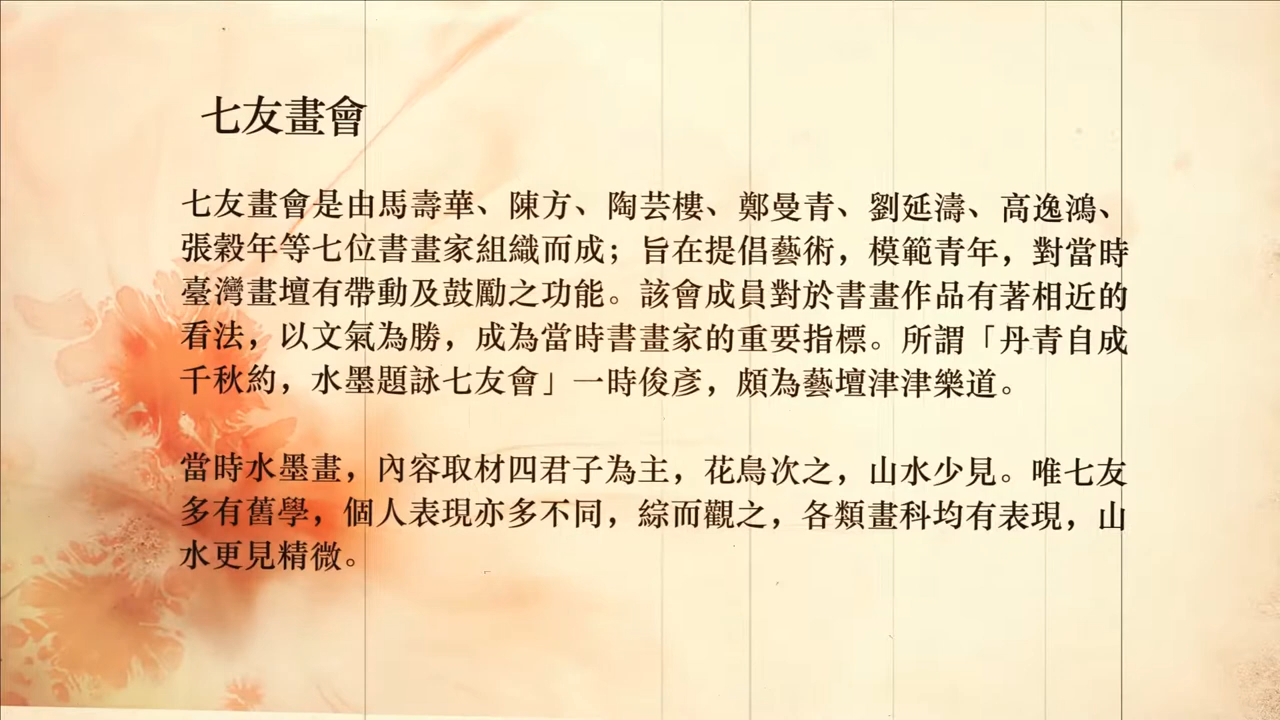 七友畫會
七友畫會是由馬壽華、陳方、陶芸樓、鄭曼青、劉延濤、高逸鴻、
張穀年等七位書畫家組織而成；旨在提倡藝術，模範青年，對當時
臺灣畫壇有帶動及鼓勵之功能。該會成員對於書畫作品有著相近的
看法，以文氣為勝，成為當時書畫家的重要指標。所謂「丹青自成
千秋約，水墨題詠七友會」一時俊彥，頗為藝壇津津樂道。
當時水墨畫，內容取材四君子為主，花鳥次之，山水少見。唯七友
多有舊學，個人表現亦多不同，綜而觀之，各類畫科均有表現，山
水更見精微。